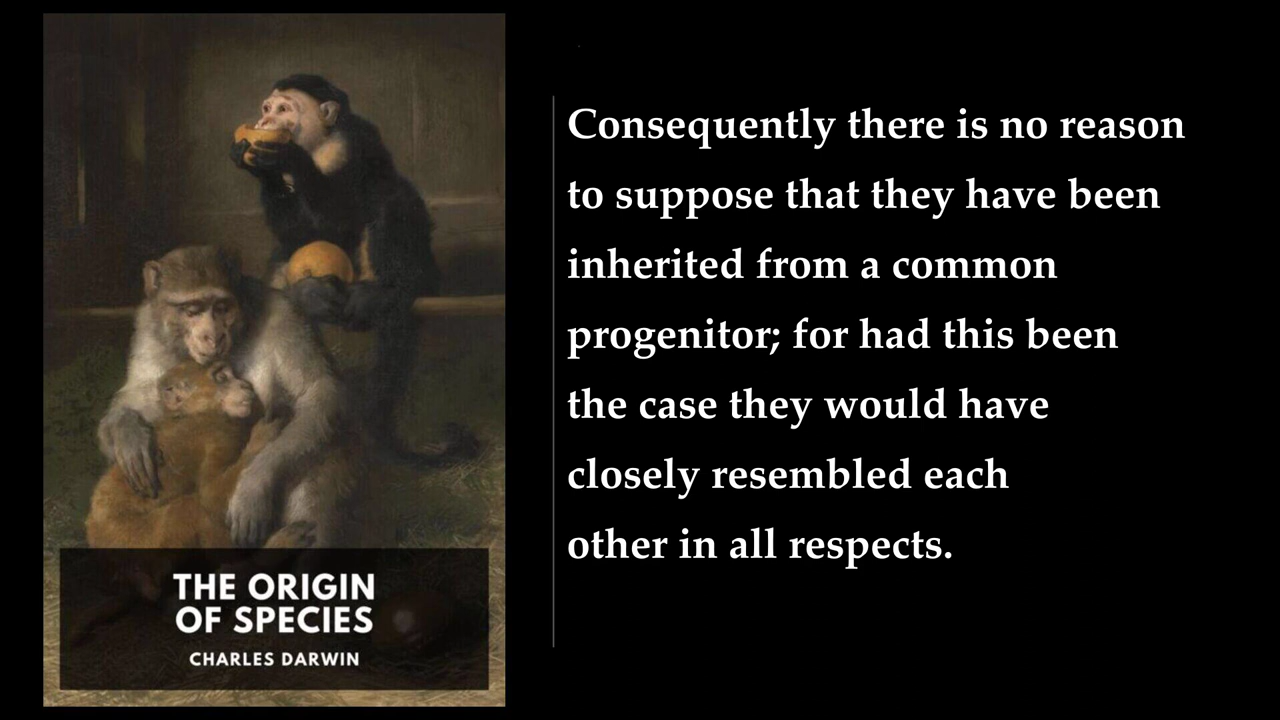 THE ORIGIN
OF SPECIES
CHARLES DARWIN
Consequently there is no reason
to suppose that they have been
inherited from a common
progenitor; for had this been
the case they would have
closely resembled each
other in all respects.